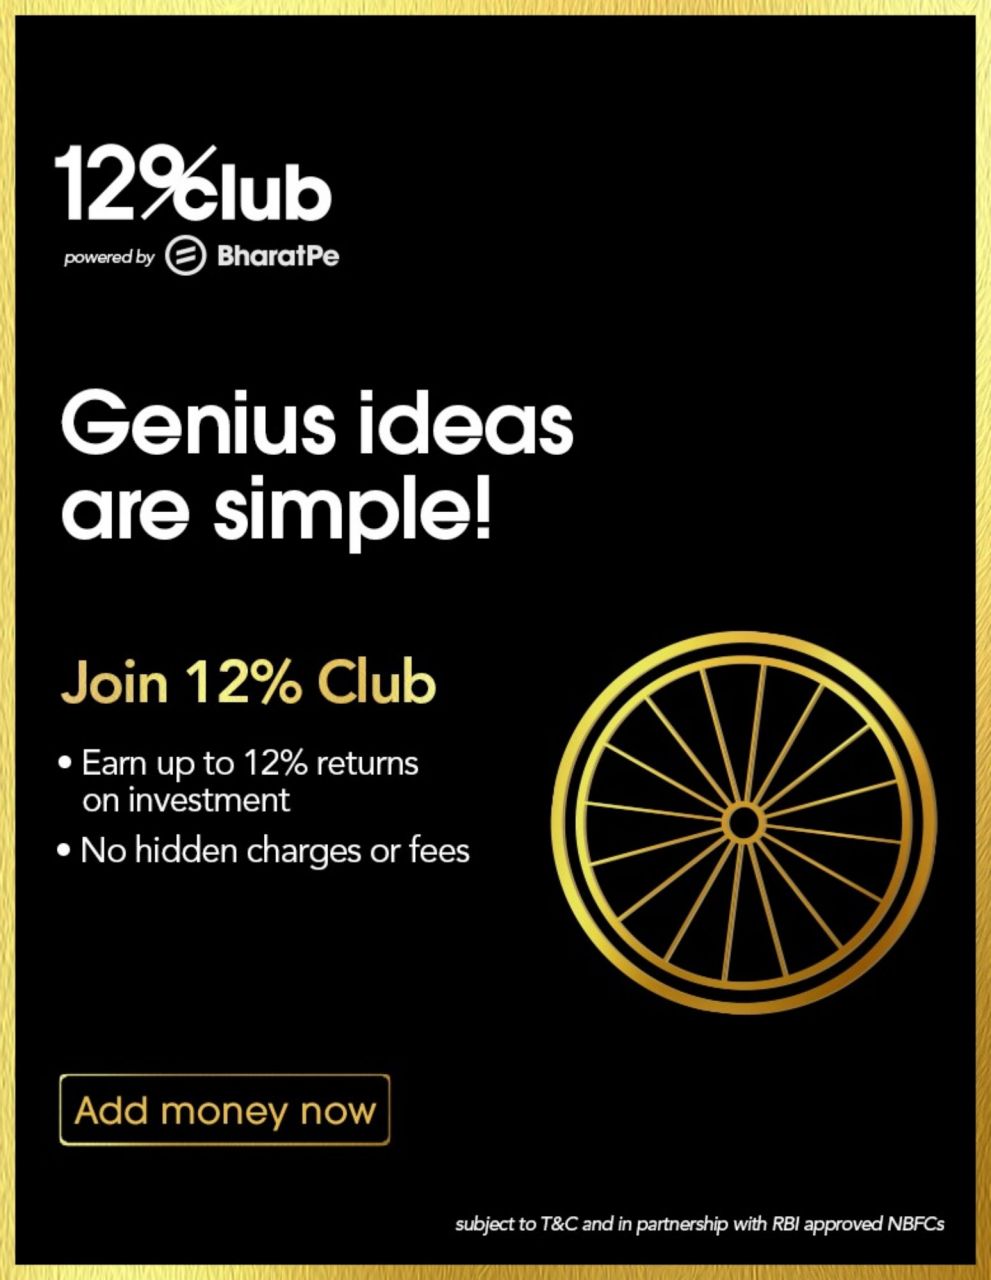 12%club
powered by BharatPe
Genius ideas
are simple!
Join 12% Club
• Earn up to 12% returns
on investment
• No hidden charges or fees
Add money now
subject to T&C and in partnership with RBI approved NBFCs